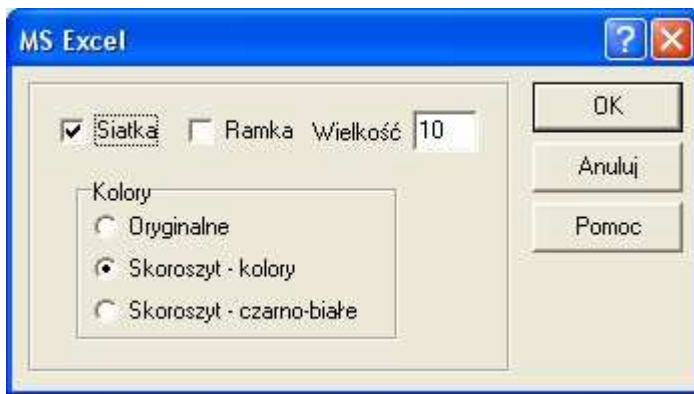 MS Excel
Siatka Ramka Wielkość 10
OK
Anuluj
Pomoc
Kolory
Oryginalne
Skoroszyt - kolory
Skoroszyt - czarno-białe